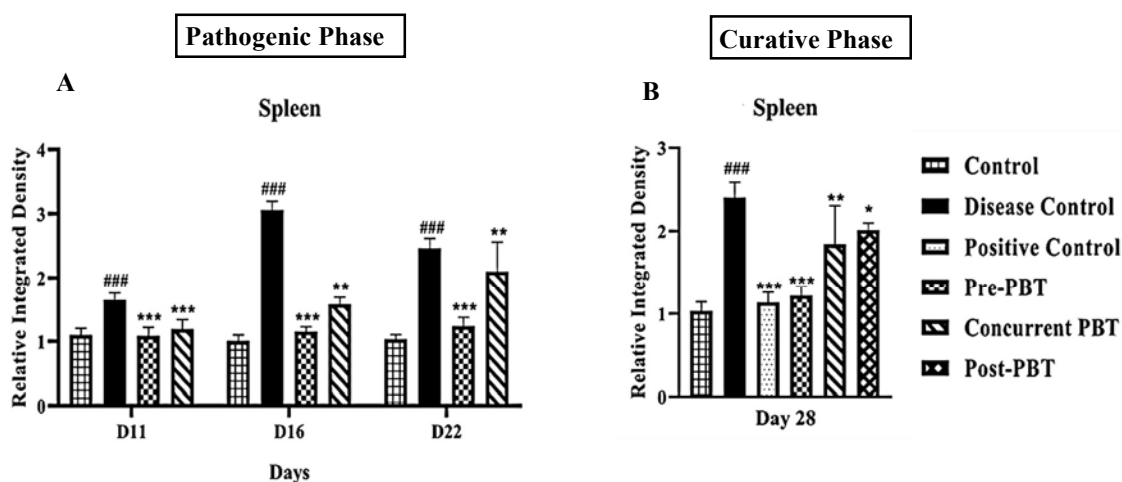 Pathogenic Phase
Curative Phase
A
Spleen
Relative Integrated Density
4
3
2
1
0
###
***
***
###
***
**
###
***
**
D11
D16
D22
Days
B
Spleen
Relative Integrated Density
3
2
1
0
###
***
***
**
*
Day 28
Control
Disease Control
Positive Control
Pre-PBT
Concurrent PBT
Post-PBT